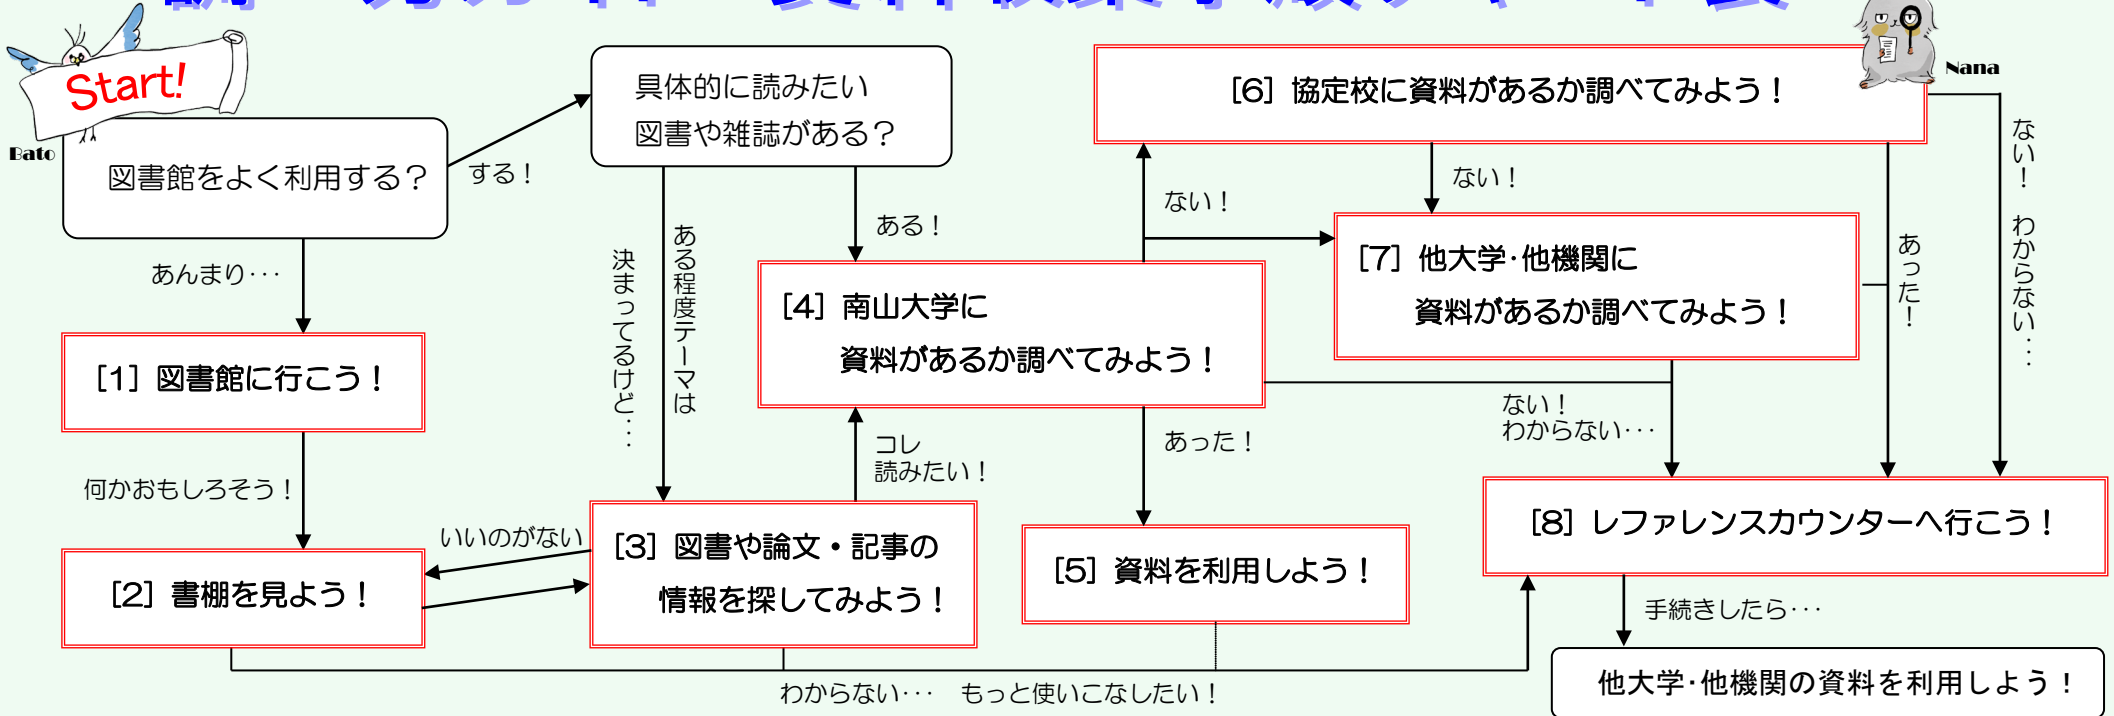 Start!
Bato
図書館をよく利用する？
する！
あんまり･･･
[1] 図書館に行こう！
何かおもしろそう！
[2] 書棚を見よう！
具体的に読みたい
図書や雑誌がある？
ある程度テーマは
決まってるけど･･･
ある！
いいのがない
[3] 図書や論文・記事の
情報を探してみよう！
コレ
読みたい！
[4] 南山大学に
資料があるか調べてみよう！
あった！
[5] 資料を利用しよう！
ない！
[6] 協定校に資料があるか調べてみよう！
Nana
ない！
[7] 他大学･他機関に
資料があるか調べてみよう！
あった！
ない！　わからない･･･
ない！
わからない･･･
[8] レファレンスカウンターへ行こう！
手続きしたら･･･
他大学･他機関の資料を利用しよう！
わからない･･･　もっと使いこなしたい！